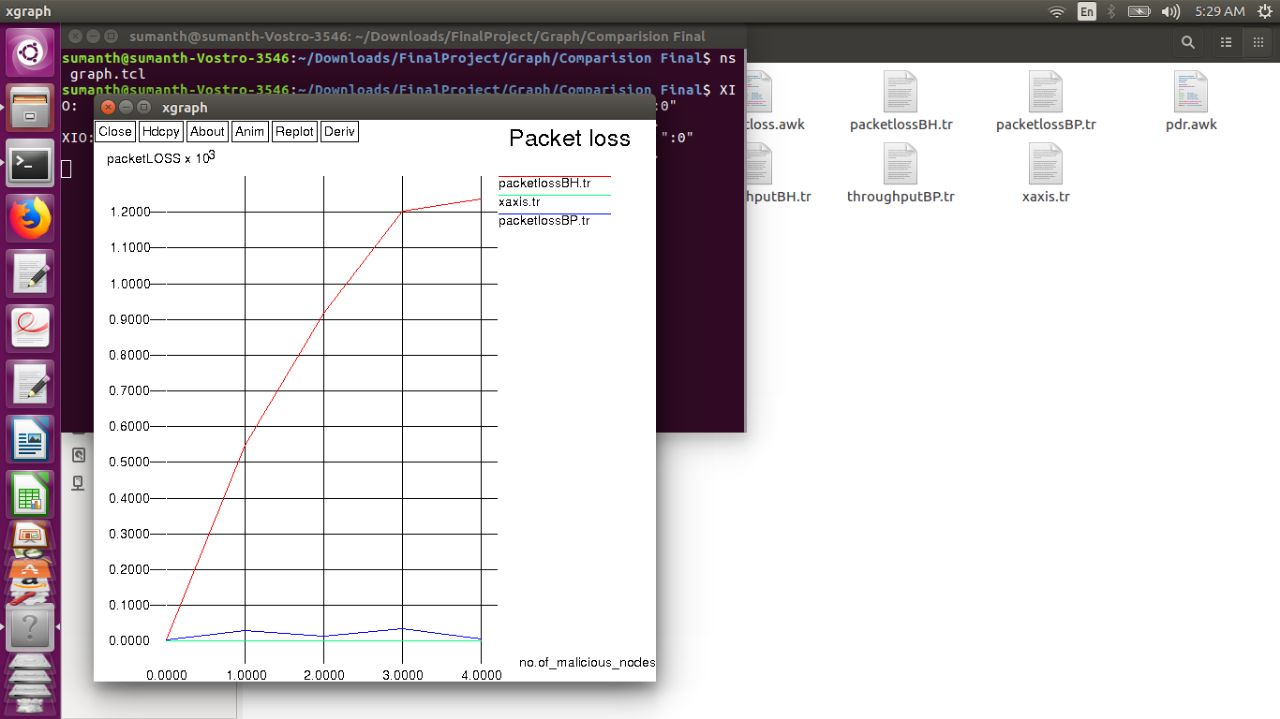 xgraph
En
5:29 AM
sumanth@sumanth-Vostro-3546: ~/Downloads/FinalProject/Graph/Comparision Final
sumanth@sumanth-Vostro-3546:~/Downloads/FinalProject/Graph/Comparision Final$ ns
graph.tcl
sumanth@sumanth-Vostro-3546:~/Downloads/FinalProject/Graph/Comparision Final$ XI
O: :0"
XIO: ":0"
xgraph
Close Hdcpy About Anim Replot Deriv
Packet loss
packetLOSS x 103
packetlossBH.tr
xaxis.tr
packetlossBP.tr
1.2000
1.1000
1.0000
0.9000
0.8000
0.7000
0.6000
0.5000
0.4000
0.3000
0.2000
0.1000
0.0000
no.of_malicious_nodes
0.0000 1.0000 2.0000 3.0000 4.0000
loss.awk packetlossBH.tr packetlossBP.tr pdr.awk
hputBH.tr throughputBP.tr xaxis.tr